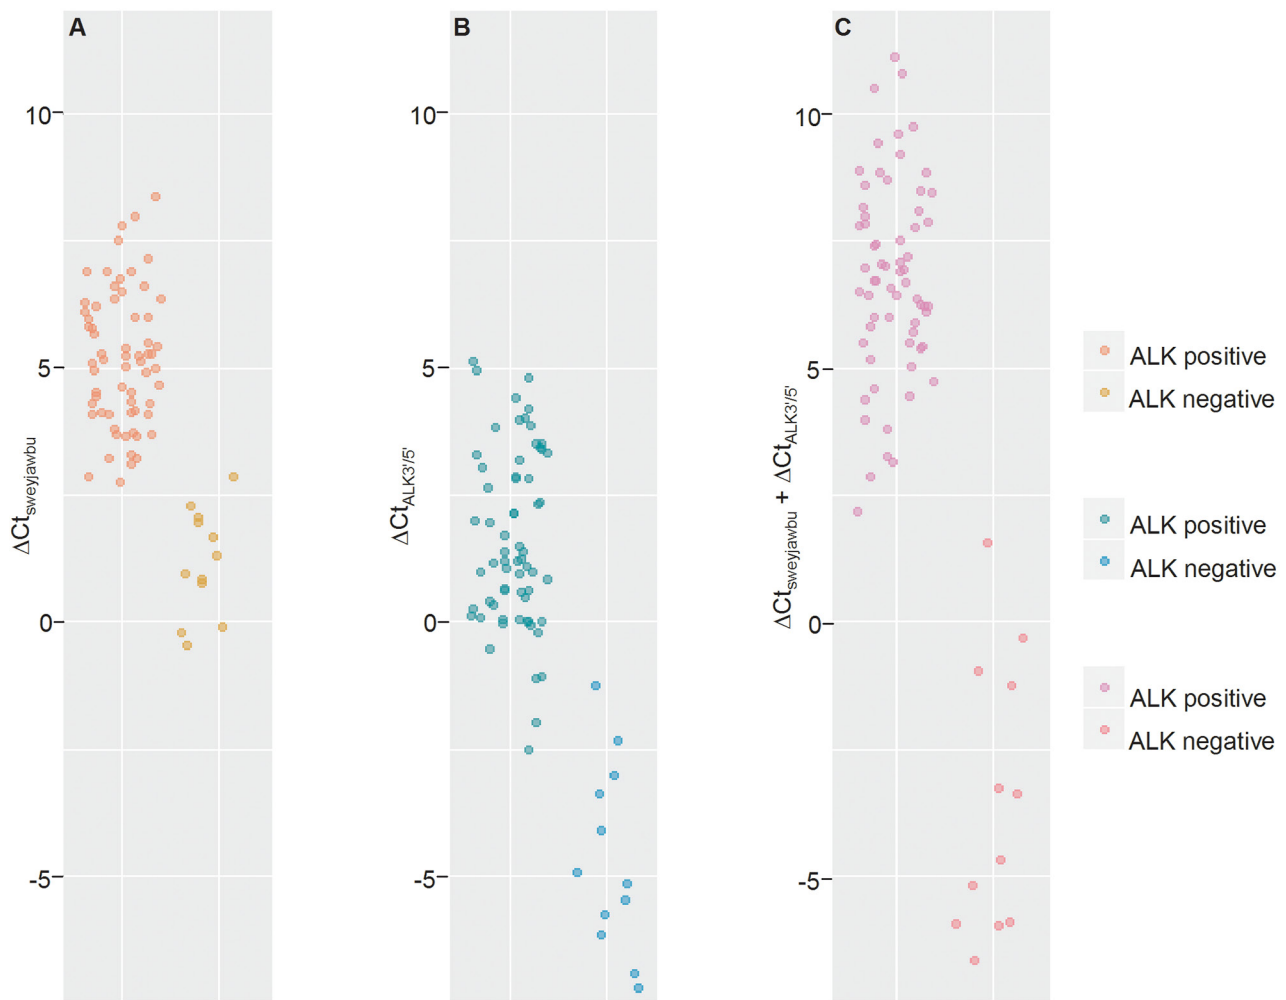 A
B
C
10
5
0
-5
ΔCtsweyjawbu
10
5
0
-5
ΔCtALK3'/5'
10
5
0
-5
ΔCtsweyjawbu + ΔCtALK3'/5'
ALK positive
ALK negative
ALK positive
ALK negative
ALK positive
ALK negative